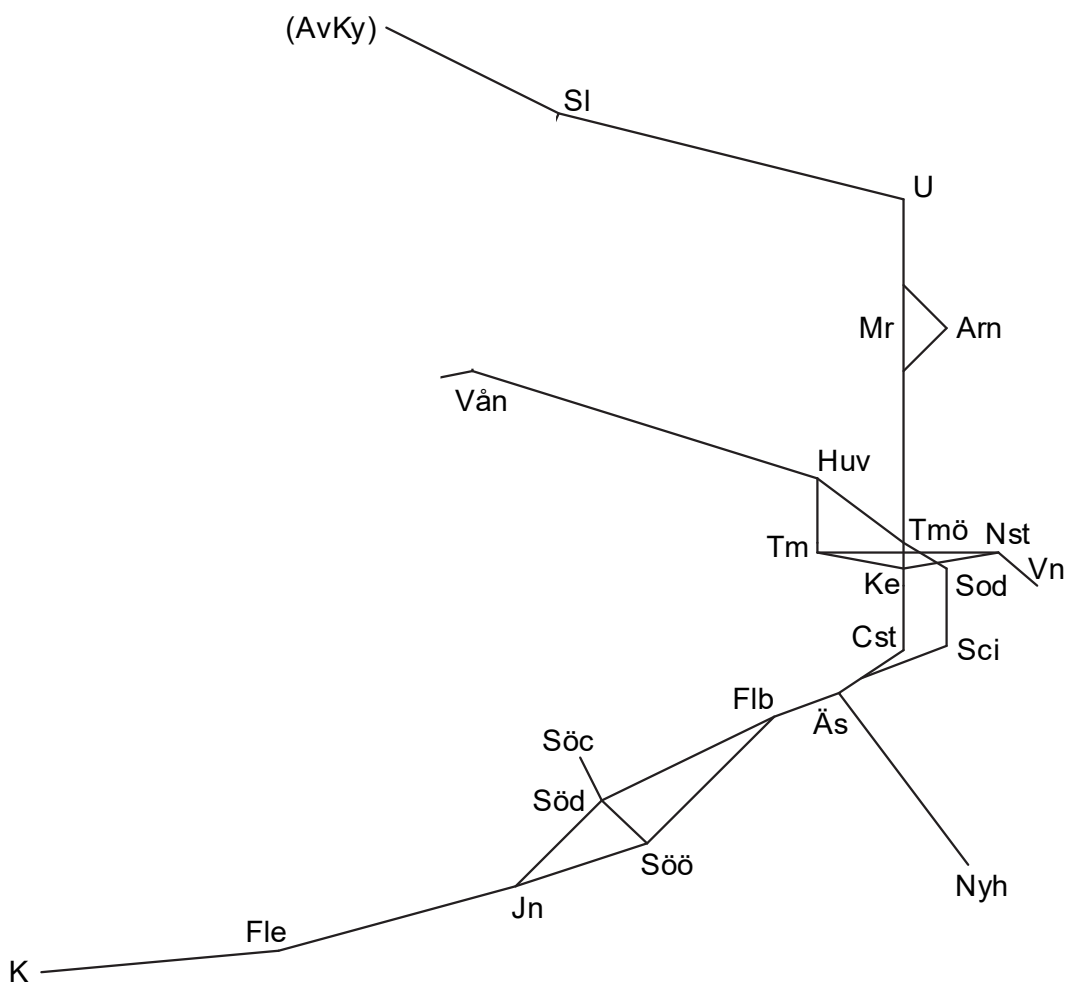 (AvKy)
Sl
U
Mr
Arn
Vån
Huv
Tmö
Nst
Tm
Vn
Ke
Sod
Cst
Sci
Flb
Äs
Söc
Söd
Söö
Nyh
Jn
Fle
K